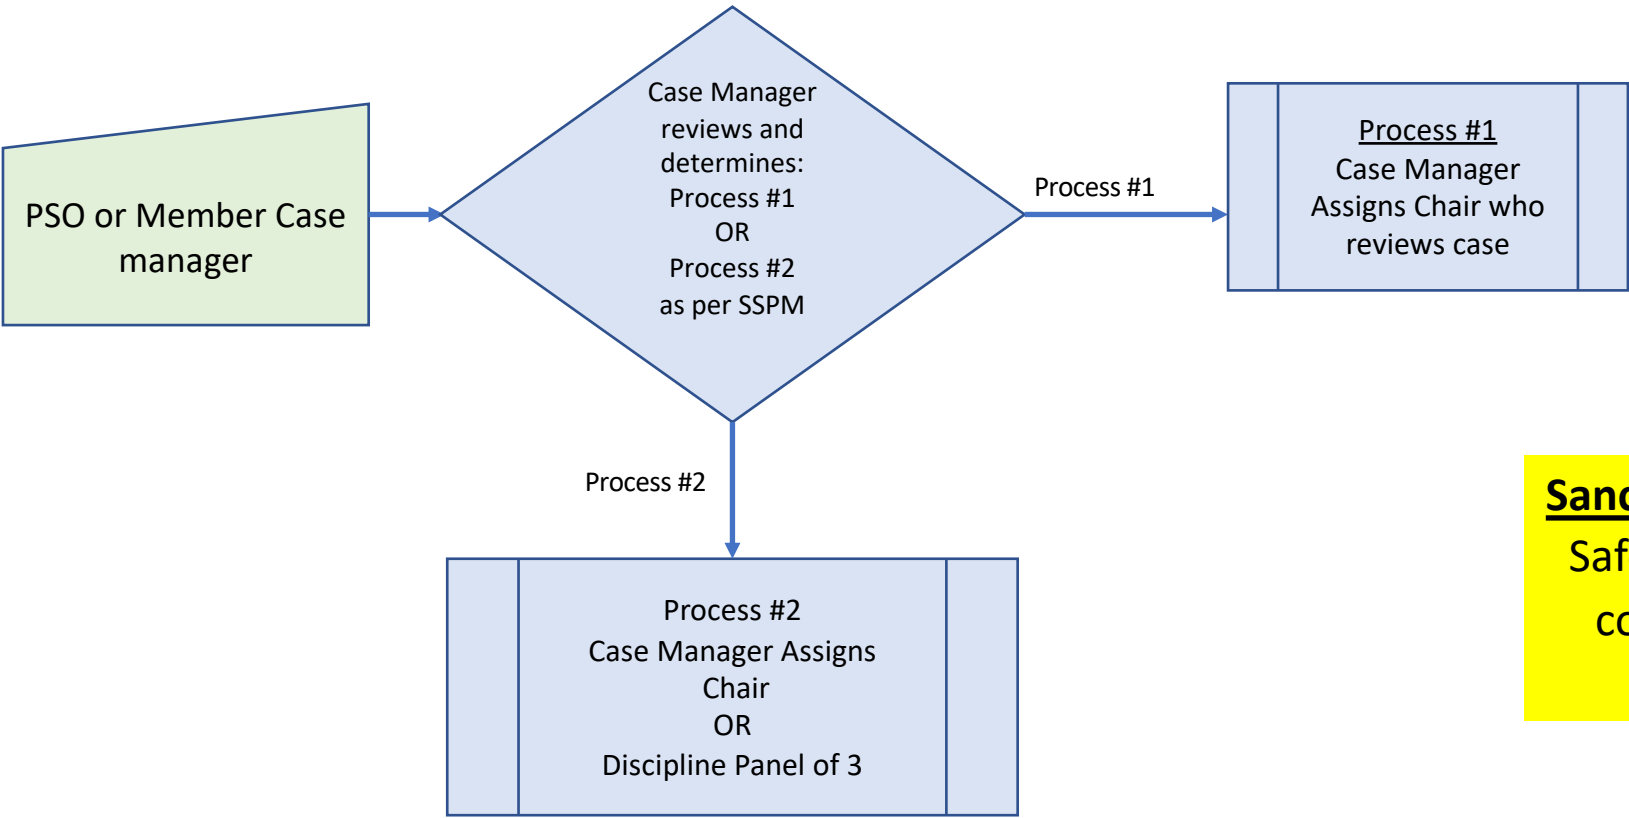 PSO or Member Case
manager
Case Manager
reviews and
determines:
Process #1
OR
Process #2
as per SSPM
Process #1
Process #1
Case Manager
Assigns Chair who
reviews case
Process #2
Process #2
Case Manager Assigns
Chair
OR
Discipline Panel of 3